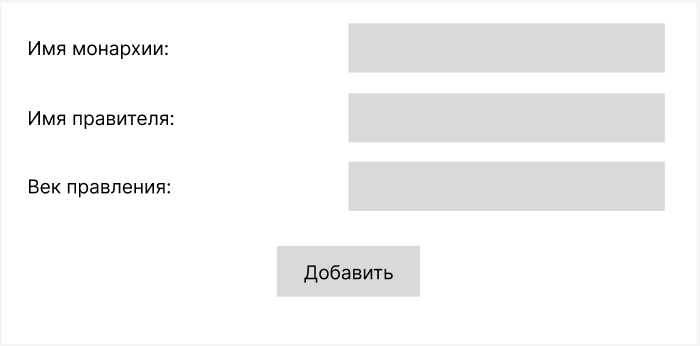 Имя монархии:
Имя правителя:
Век правления:
Добавить